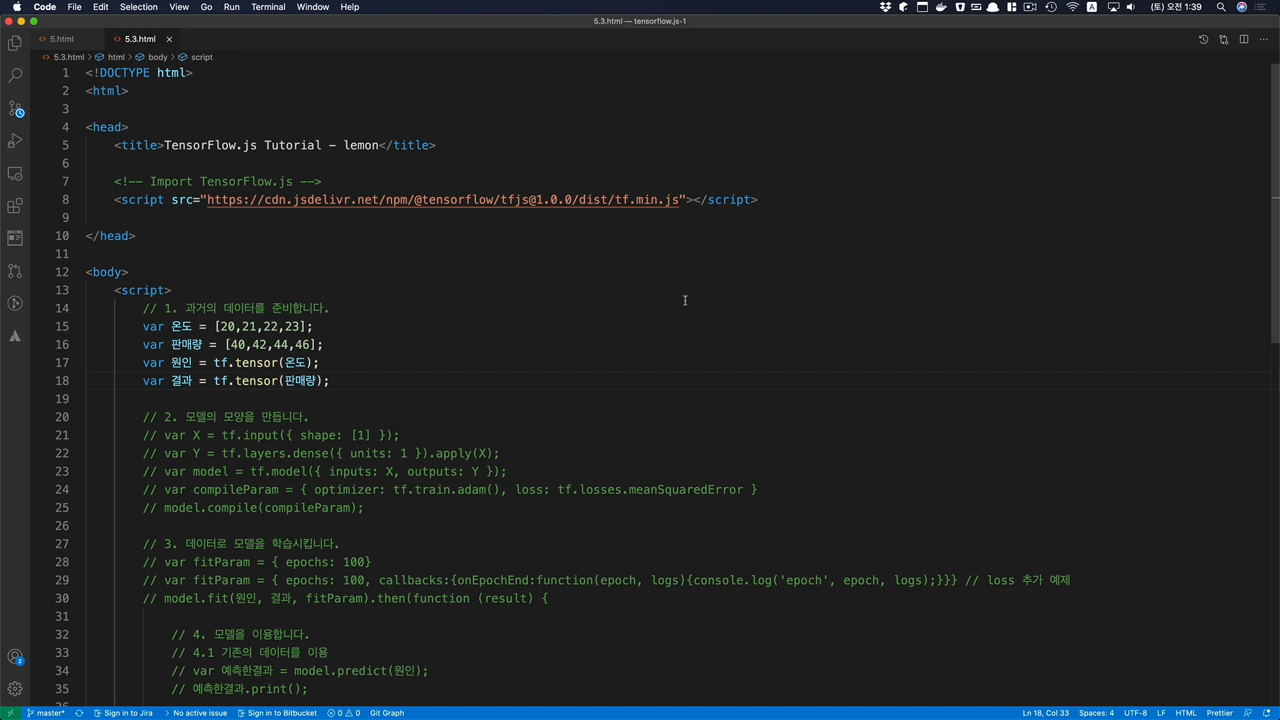 Code File Edit Selection View Go Run Terminal Window Help (토) 오 1:39
5.3.html — tensorflow.js-1
5.html 5.3.html
5.3.html > html > body > script
1 <!DOCTYPE html>
2 <html>
3
4 <head>
5 <title>TensorFlow.js Tutorial - lemon</title>
6
7 <!-- Import TensorFlow.js -->
8 <script src="https://cdn.jsdelivr.net/npm/@tensorflow/tfjs@1.0.0/dist/tf.min.js"></script>
9
10 </head>
11
12 <body>
13 <script>
14 // 1. 과거의 데이터를 준비합니다.
15 var 온도 = [20,21,22,23];
16 var 판매량 = [40,42,44,46];
17 var 원인 = tf.tensor(온도);
18 var 결과 = tf.tensor(판매량);
19
20 // 2. 모델의 모양을 만듭니다.
21 // var X = tf.input({ shape: [1] });
22 // var Y = tf.layers.dense({ units: 1 }).apply(X);
23 // var model = tf.model({ inputs: X, outputs: Y });
24 // var compileParam = { optimizer: tf.train.adam(), loss: tf.losses.meanSquaredError }
25 // model.compile(compileParam);
26
27 // 3. 데이터로 모델을 학습시킵니다.
28 // var fitParam = { epochs: 100}
29 // var fitParam = { epochs: 100, callbacks:{onEpochEnd:function(epoch, logs){console.log('epoch', epoch, logs);}}} // loss 추가 예제
30 // model.fit(원인, 결과, fitParam).then(function (result) {
31
32 // 4. 모델을 이용합니다.
33 // 4.1 기존의 데이터를 이용
34 // var 예측한결과 = model.predict(원인);
35 // 예측한결과.print();
master* Sign in to Jira No active issue Sign in to Bitbucket 0 0 Git Graph Ln 18, Col 33 Spaces: 4 UTF-8 LF HTML Prettier